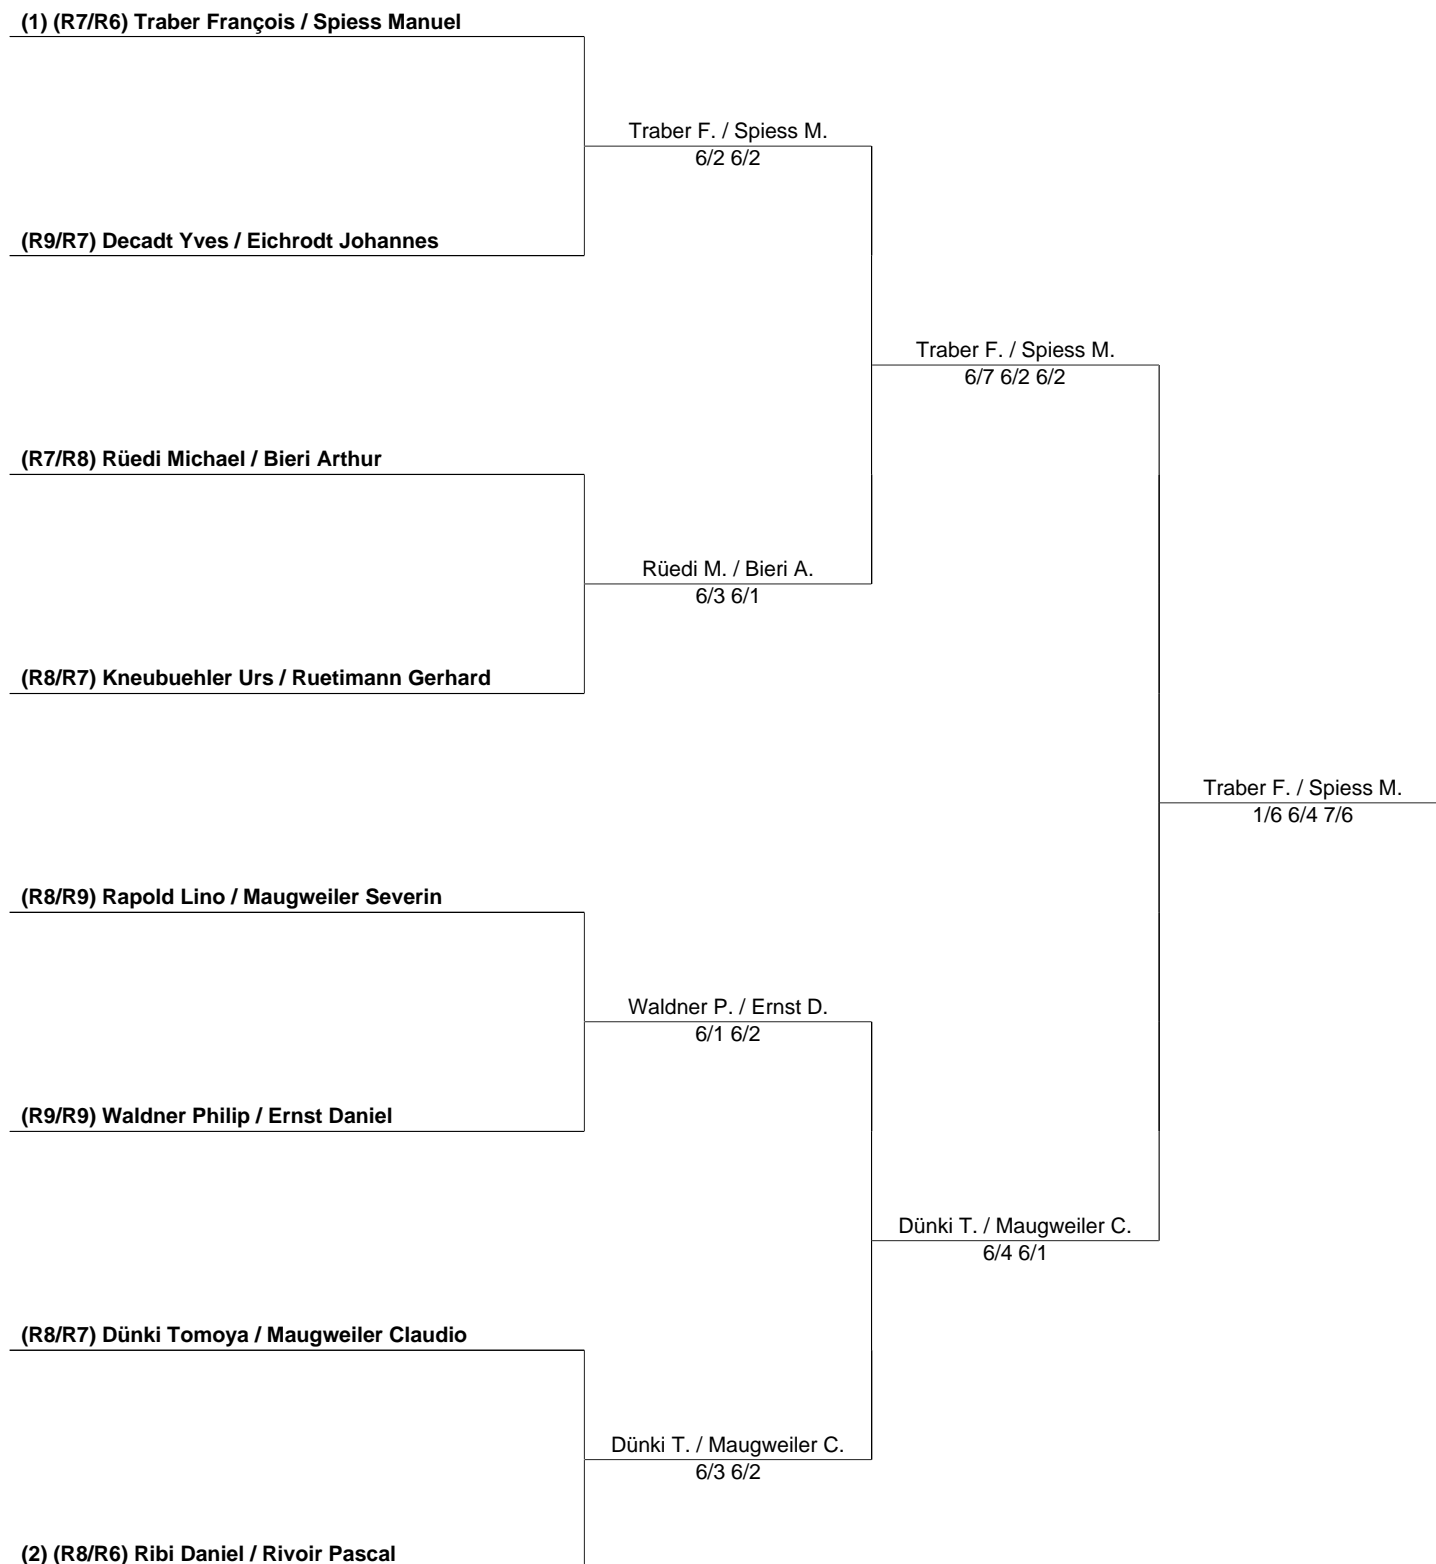 (1) (R7/R6) Traber François / Spiess Manuel
Traber F. / Spiess M.
6/2 6/2
(R9/R7) Decadt Yves / Eichrodt Johannes
Traber F. / Spiess M.
6/7 6/2 6/2
(R7/R8) Rüedi Michael / Bieri Arthur
Rüedi M. / Bieri A.
6/3 6/1
(R8/R7) Kneubuehler Urs / Ruetimann Gerhard
Traber F. / Spiess M.
1/6 6/4 7/6
(R8/R9) Rapold Lino / Maugweiler Severin
Waldner P. / Ernst D.
6/1 6/2
(R9/R9) Waldner Philip / Ernst Daniel
Dünki T. / Maugweiler C.
6/4 6/1
(R8/R7) Dünki Tomoya / Maugweiler Claudio
Dünki T. / Maugweiler C.
6/3 6/2
(2) (R8/R6) Ribi Daniel / Rivoir Pascal